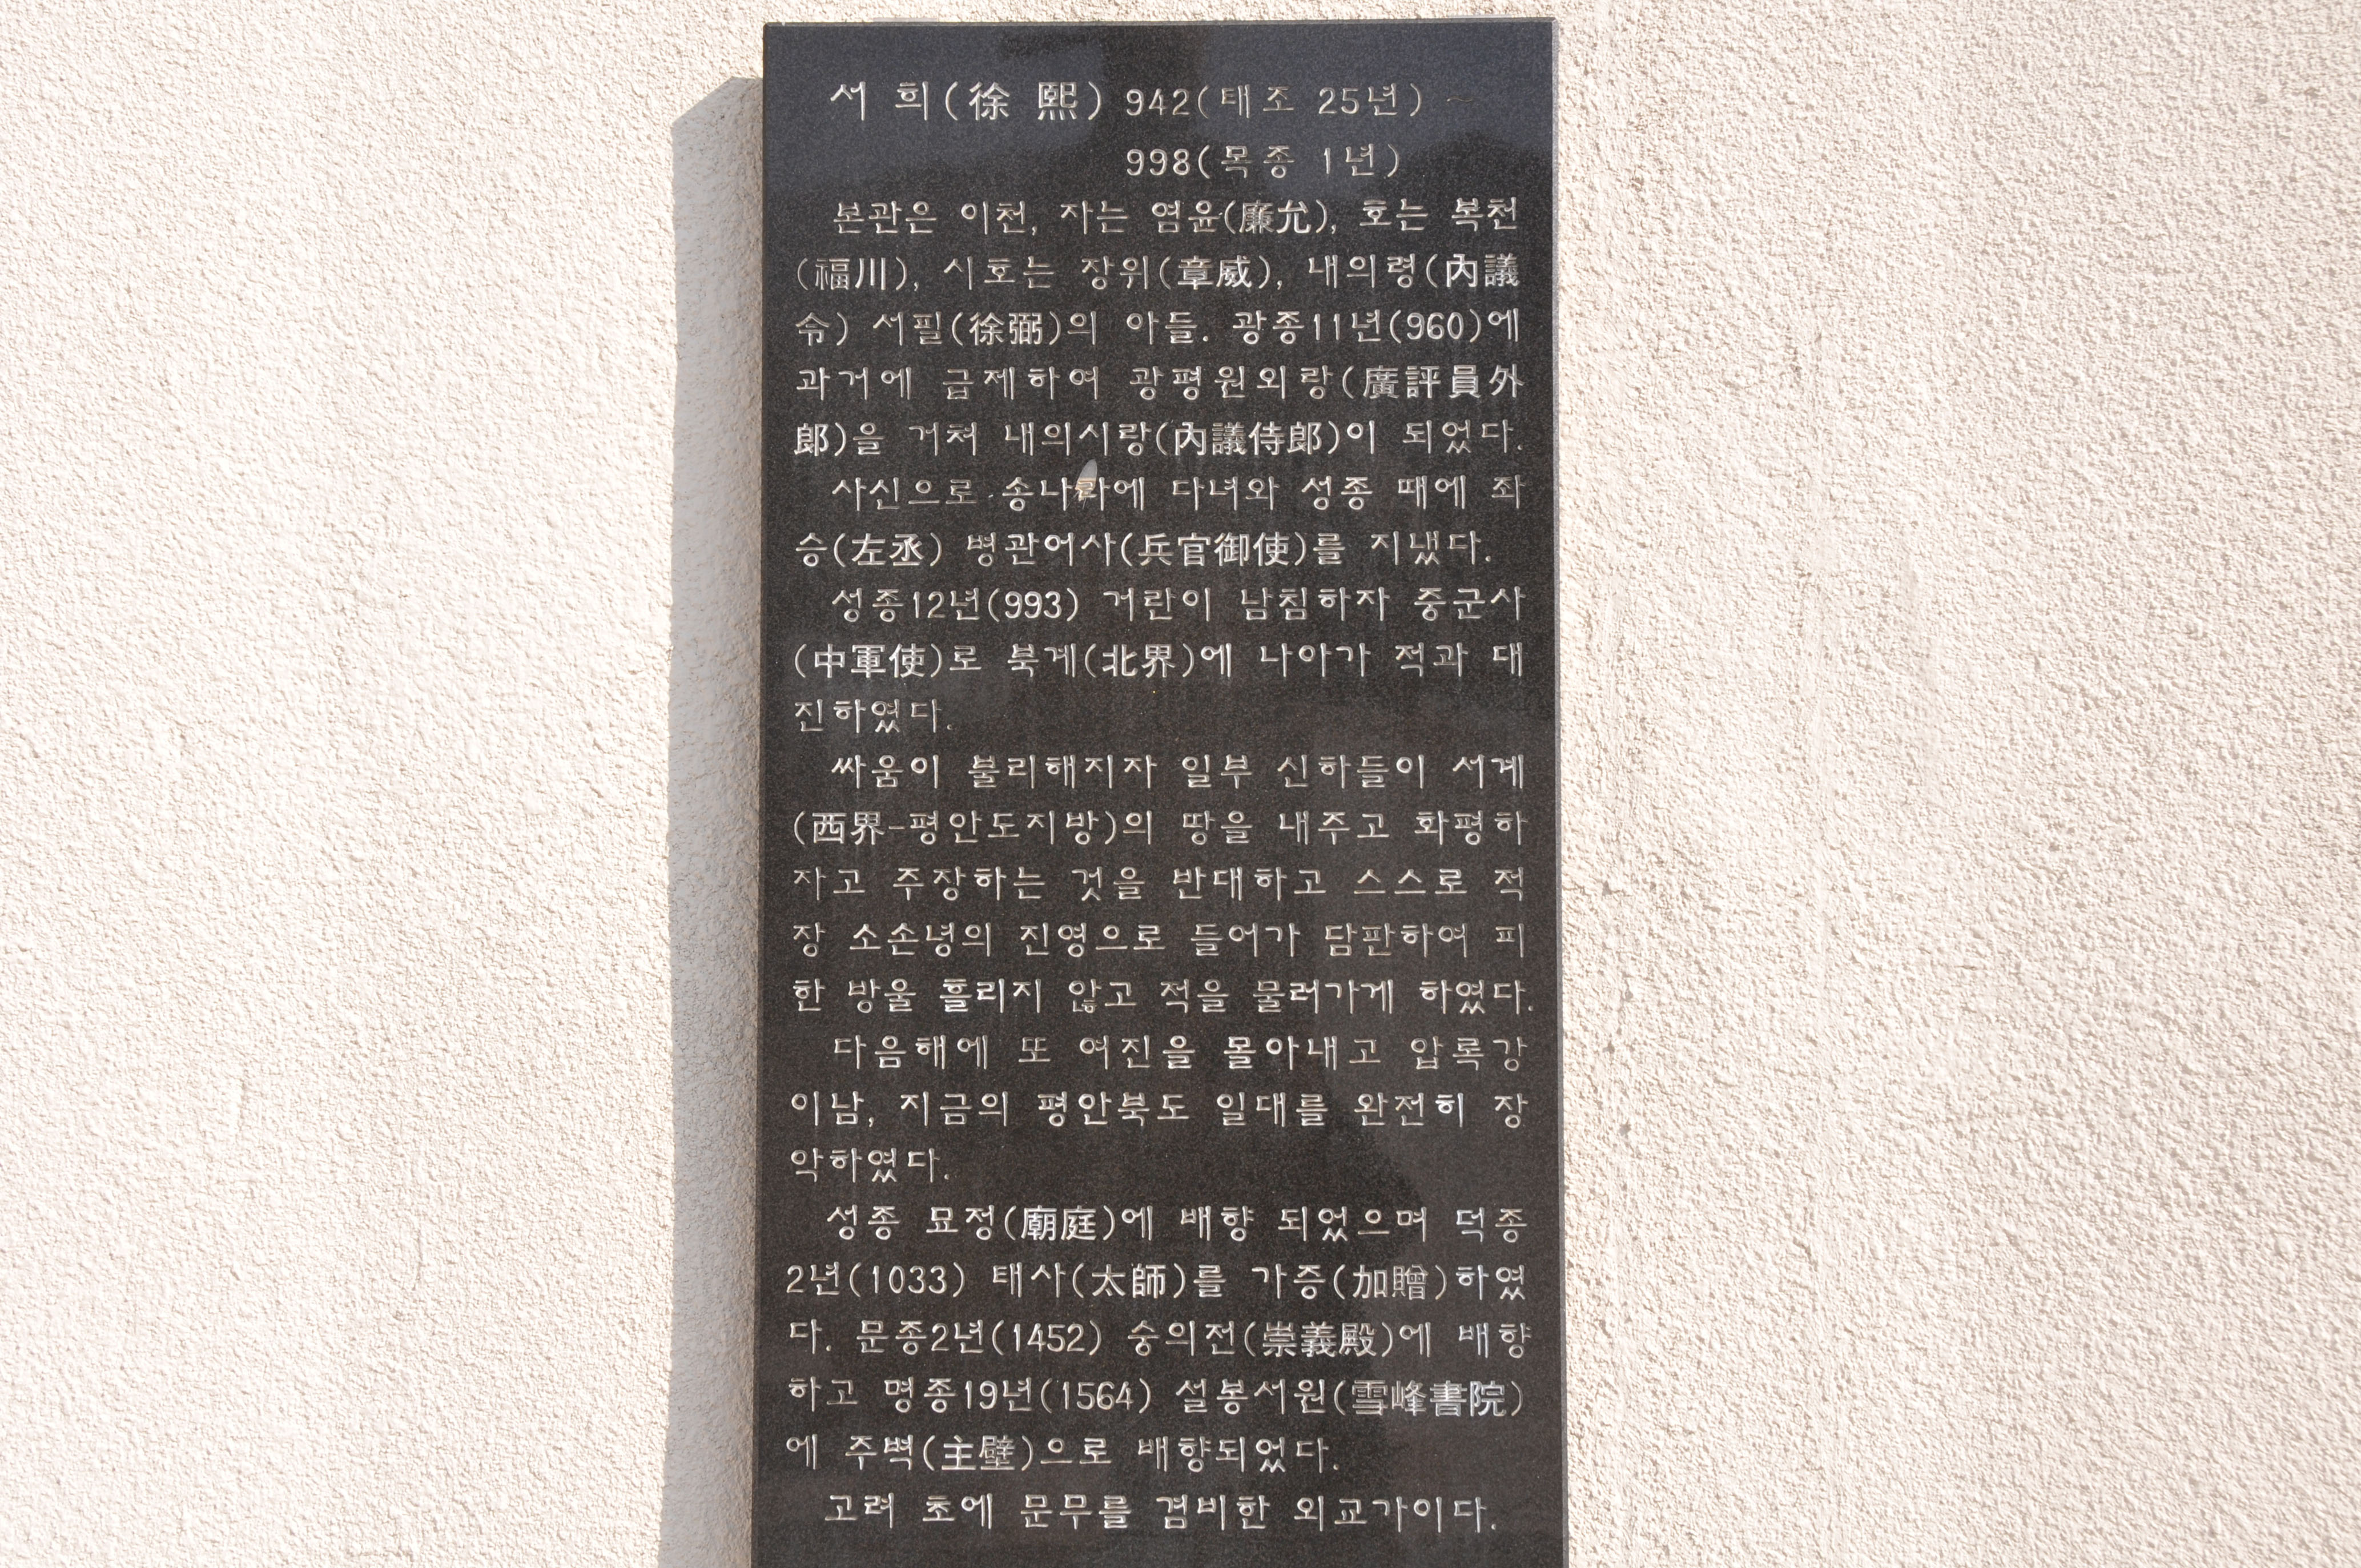 서 희(徐 熙) 942(태조 25년) ~
998(목종 1년)
본관은 이천, 자는 염윤(廉允), 호는 복천
(福川), 시호는 장위(章威), 내의령(內議
令) 서필(徐弼)의 아들. 광종11년(960)에
과거에 급제하여 광평원외랑(廣評員外
郞)을 거쳐 내의시랑(內議侍郞)이 되었다.
사신으로 송나라에 다녀와 성종 때에 좌
승(左丞) 병관어사(兵官御使)를 지냈다.
성종12년(993) 거란이 남침하자 중군사
(中軍使)로 북계(北界)에 나아가 적과 대
진하였다.
싸움이 불리해지자 일부 신하들이 서계
(西界-평안도지방)의 땅을 내주고 화평하
자고 주장하는 것을 반대하고 스스로 적
장 소손녕의 진영으로 들어가 담판하여 피
한 방울 흘리지 않고 적을 물러가게 하였다.
다음해에 또 여진을 몰아내고 압록강
이남, 지금의 평안북도 일대를 완전히 장
악하였다.
성종 묘정(廟庭)에 배향 되었으며 덕종
2년(1033) 태사(太師)를 가증(加贈)하였
다. 문종2년(1452) 숭의전(崇義殿)에 배향
하고 명종19년(1564) 설봉서원(雪峰書院)
에 주벽(主壁)으로 배향되었다.
고려 초에 문무를 겸비한 외교가이다.